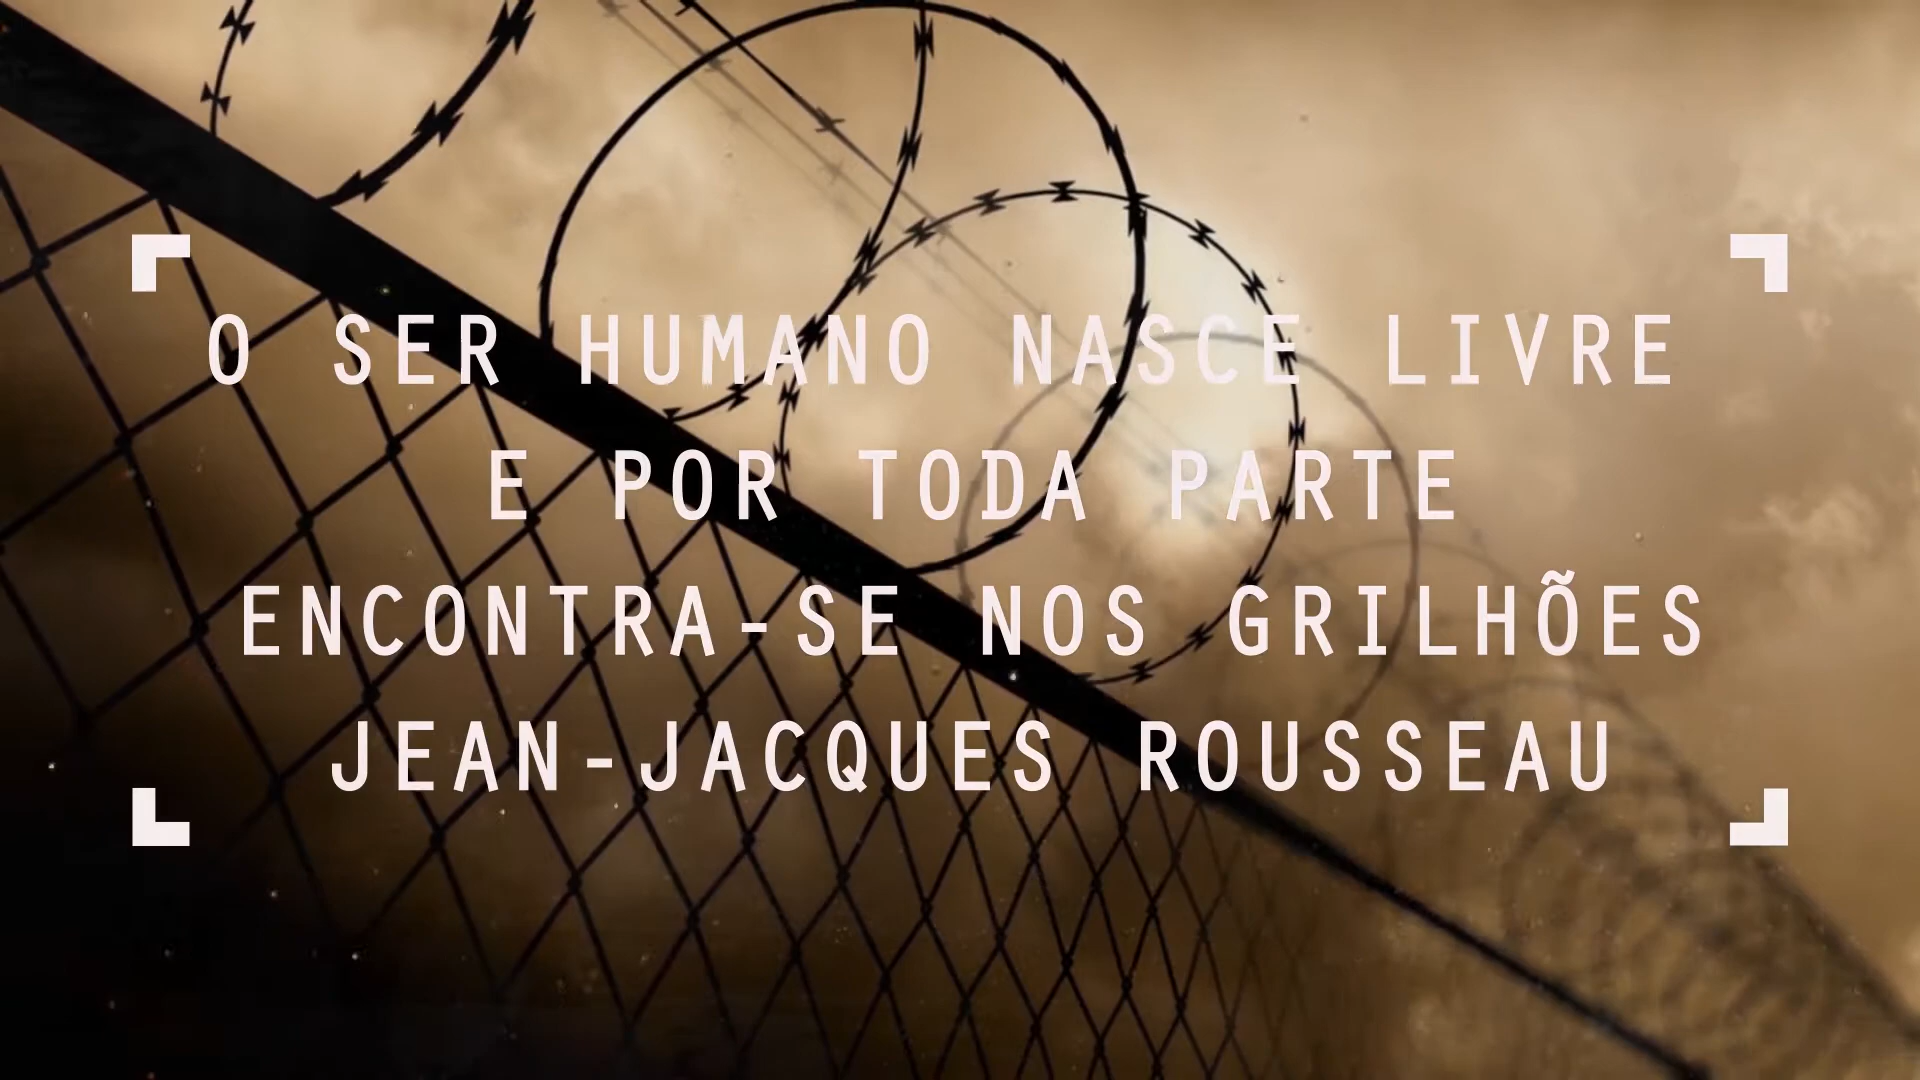 O SER HUMANO NASCE LIVRE
E POR TODA PARTE
ENCONTRA-SE NOS GRILHÕES
JEAN-JACQUES ROUSSEAU